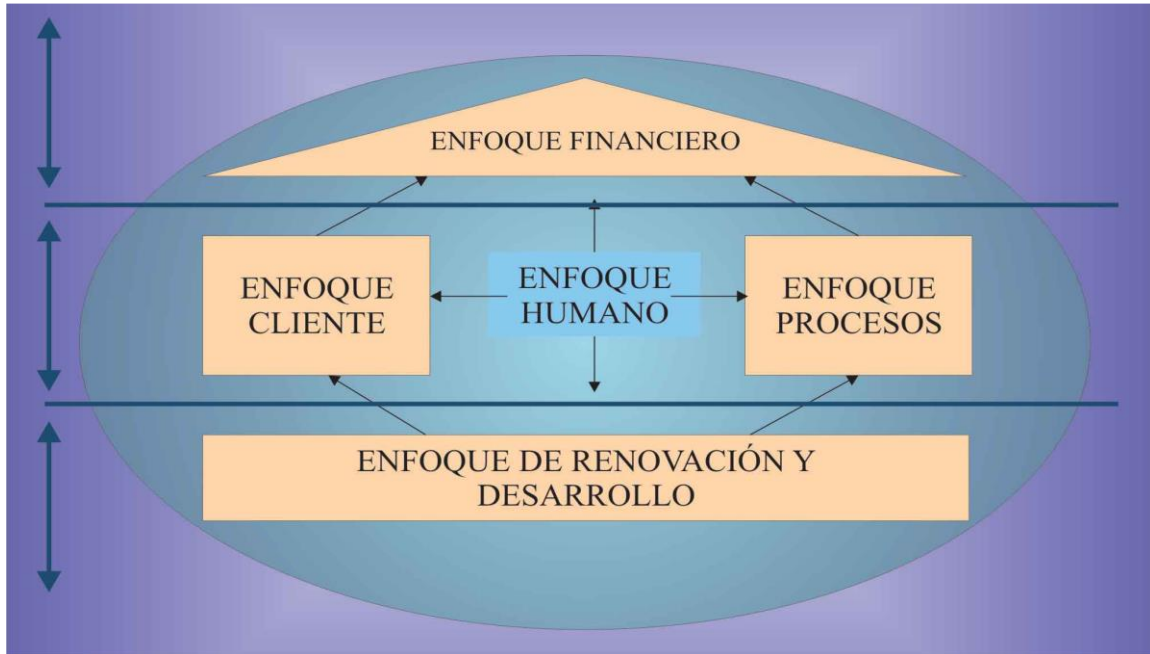 ENFOQUE FINANCIERO
ENFOQUE
CLIENTE
ENFOQUE
HUMANO
ENFOQUE
PROCESOS
ENFOQUE DE RENOVACIÓN Y
DESARROLLO